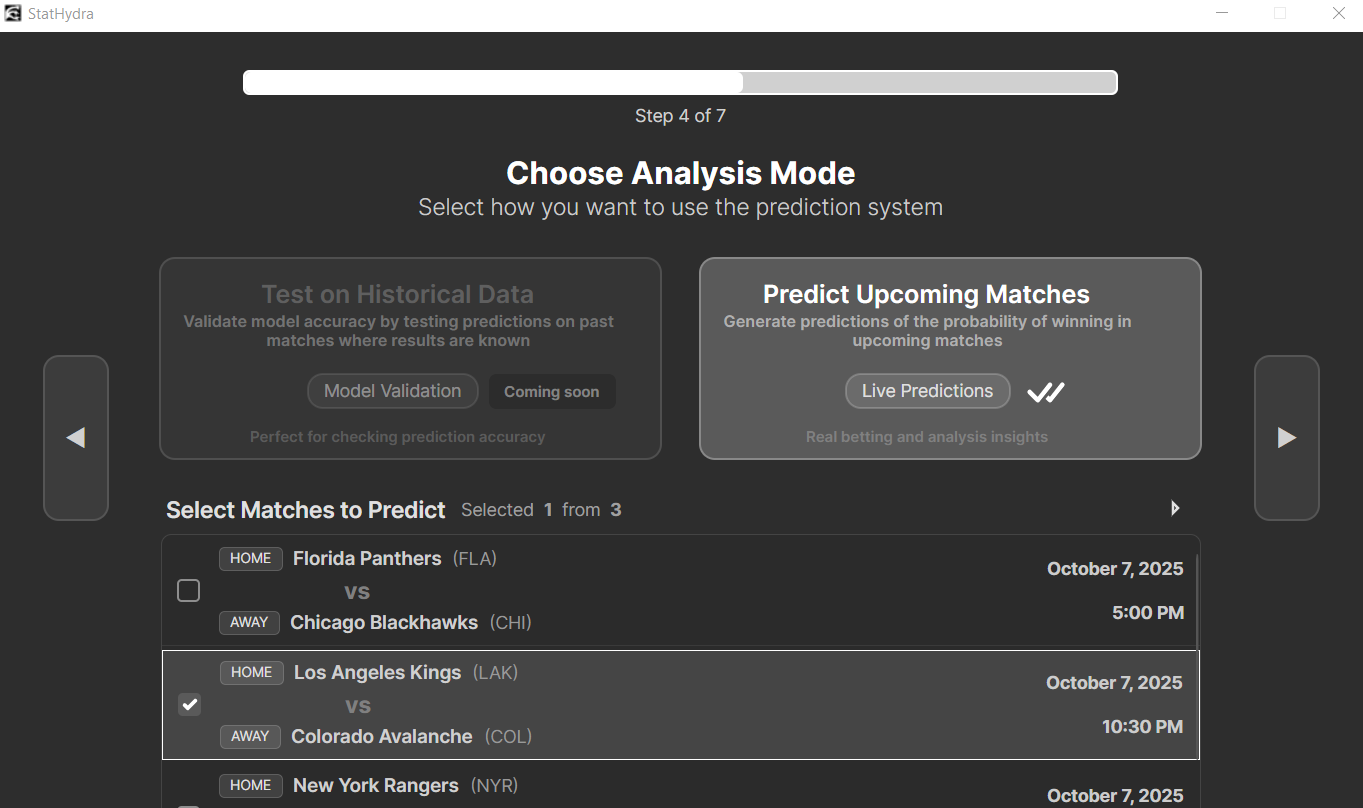 StatHydra
Step 4 of 7
Choose Analysis Mode
Select how you want to use the prediction system
Test on Historical Data
Validate model accuracy by testing predictions on past
matches where results are known
Model Validation
Coming soon
Perfect for checking prediction accuracy
Predict Upcoming Matches
Generate predictions of the probability of winning in
upcoming matches
Live Predictions
Real betting and analysis insights
Select Matches to Predict Selected 1 from 3
HOME Florida Panthers (FLA)
October 7, 2025
vs
5:00 PM
AWAY Chicago Blackhawks (CHI)
HOME Los Angeles Kings (LAK)
October 7, 2025
vs
10:30 PM
AWAY Colorado Avalanche (COL)
HOME New York Rangers (NYR)
October 7, 2025